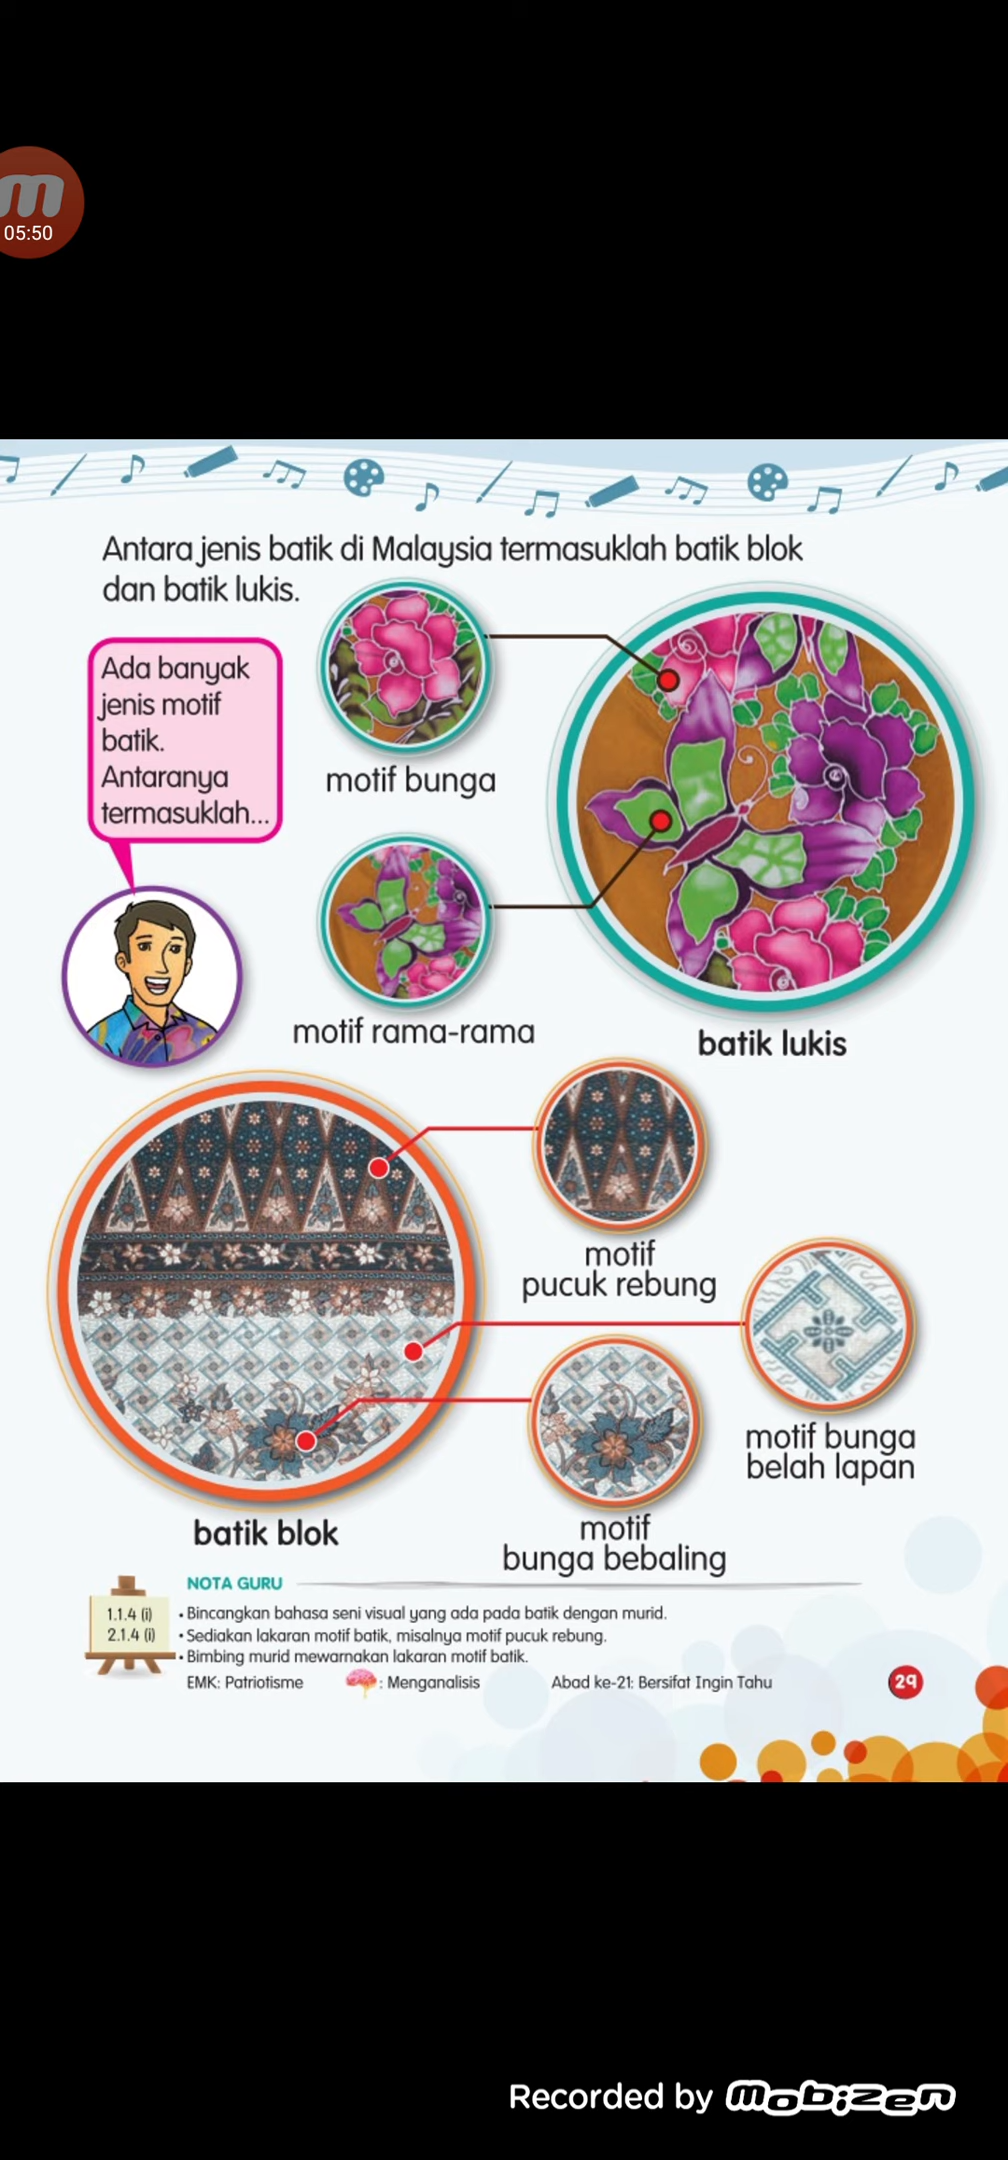 05:50
Antara jenis batik di Malaysia termasuklah batik blok
dan batik lukis.
Ada banyak
jenis motif
batik.
Antaranya
termasuklah...
motif bunga
motif rama-rama
batik lukis
motif
pucuk rebung
motif bunga
belah lapan
batik blok
motif
bunga bebaling
NOTA GURU
1.1.4 (i)
2.1.4 (i)
• Bincangkan bahasa seni visual yang ada pada batik dengan murid.
• Sediakan lakaran motif batik, misalnya motif pucuk rebung.
• Bimbing murid mewarnakan lakaran motif batik.
EMK: Patriotisme : Menganalisis Abad ke-21: Bersifat Ingin Tahu
29
Recorded by mobizen